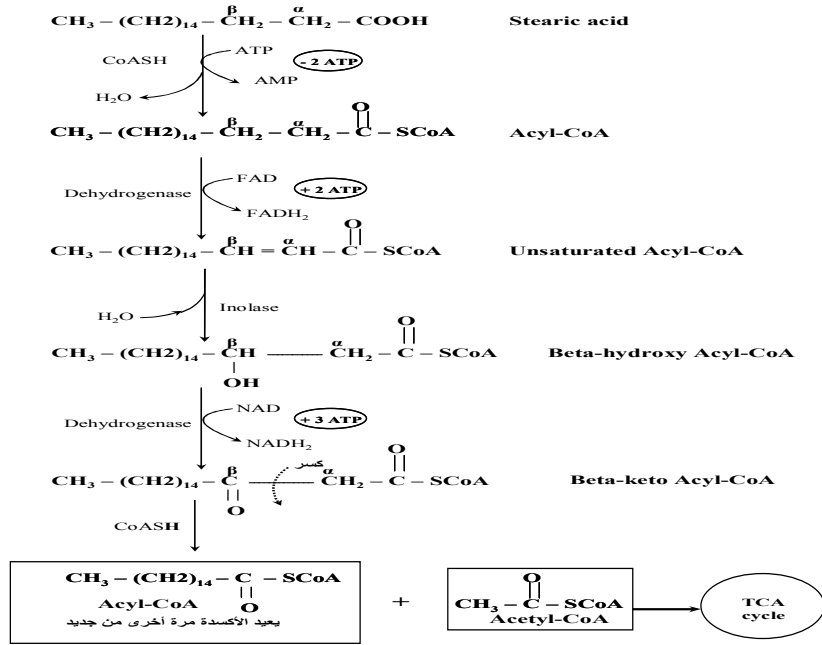 β α
CH₃ – (CH2)₁₄ – CH₂ – CH₂ – COOH Stearic acid
ATP
CoASH - 2 ATP
AMP
H₂O
O
β α
CH₃ – (CH2)₁₄ – CH₂ – CH₂ – C – SCoA Acyl-CoA
FAD
Dehydrogenase + 2 ATP
FADH₂
O
β α
CH₃ – (CH2)₁₄ – CH = CH – C – SCoA Unsaturated Acyl-CoA
Inolase
H₂O
O
β α
CH₃ – (CH2)₁₄ – CH CH₂ – C – SCoA Beta-hydroxy Acyl-CoA
OH
NAD
Dehydrogenase + 3 ATP
NADH₂
O
كسر
β α
CH₃ – (CH2)₁₄ – C CH₂ – C – SCoA Beta-keto Acyl-CoA
O
CoASH
CH₃ – (CH2)₁₄ – C – SCoA
O
Acyl-CoA
يعيد الأكسدة مرة أخرى من جديد
+
O
CH₃ – C – SCoA
Acetyl-CoA
TCA
cycle